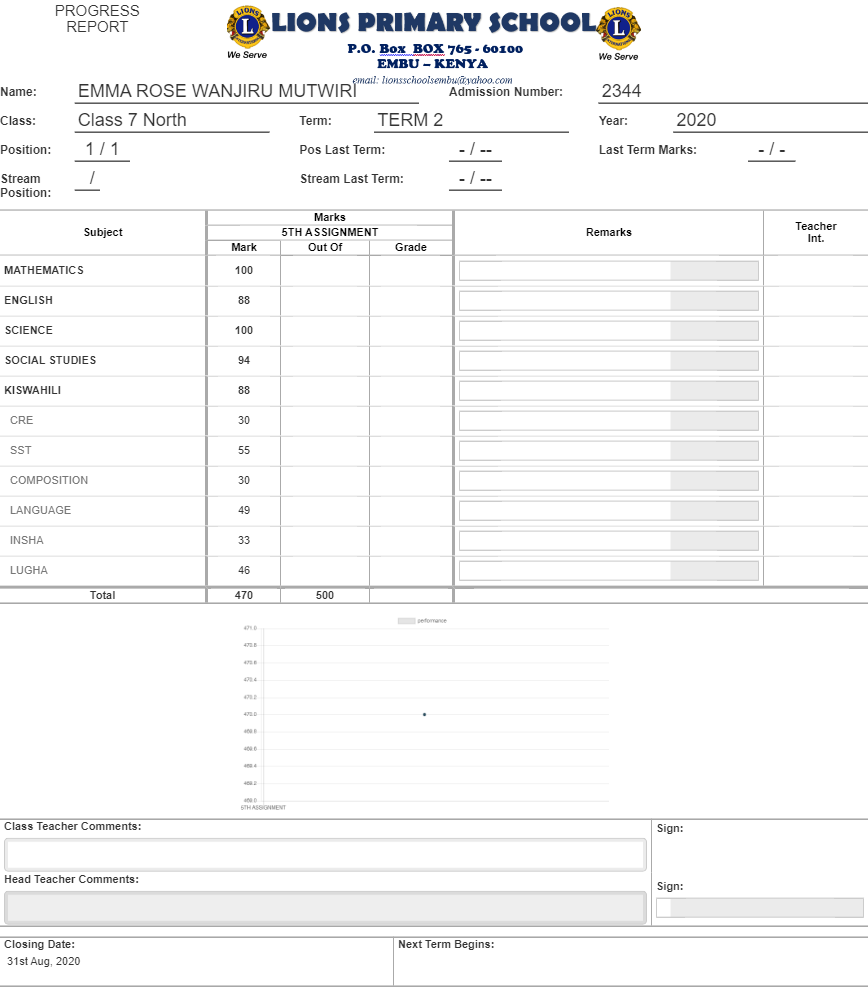 PROGRESS
REPORT
LIONS PRIMARY SCHOOL
LIONS L We Serve
LIONS L We Serve
P.O. Box BOX 765 - 60100
EMBU – KENYA
email: lionsschoolsembu@yahoo.com
Name: EMMA ROSE WANJIRU MUTWIRI Admission Number: 2344
Class: Class 7 North Term: TERM 2 Year: 2020
Position: 1 / 1 Pos Last Term: - / -- Last Term Marks: - / -
Stream Position: / Stream Last Term: - / --
Subject Marks Remarks Teacher Int.
5TH ASSIGNMENT
Mark Out Of Grade
MATHEMATICS 100
ENGLISH 88
SCIENCE 100
SOCIAL STUDIES 94
KISWAHILI 88
CRE 30
SST 55
COMPOSITION 30
LANGUAGE 49
INSHA 33
LUGHA 46
Total 470 500
performance
471.0
470.8
470.6
470.4
470.2
470.0
469.8
469.6
469.4
469.2
469.0
5TH ASSIGNMENT
Class Teacher Comments: Sign:
Head Teacher Comments: Sign:
Closing Date: Next Term Begins:
31st Aug, 2020